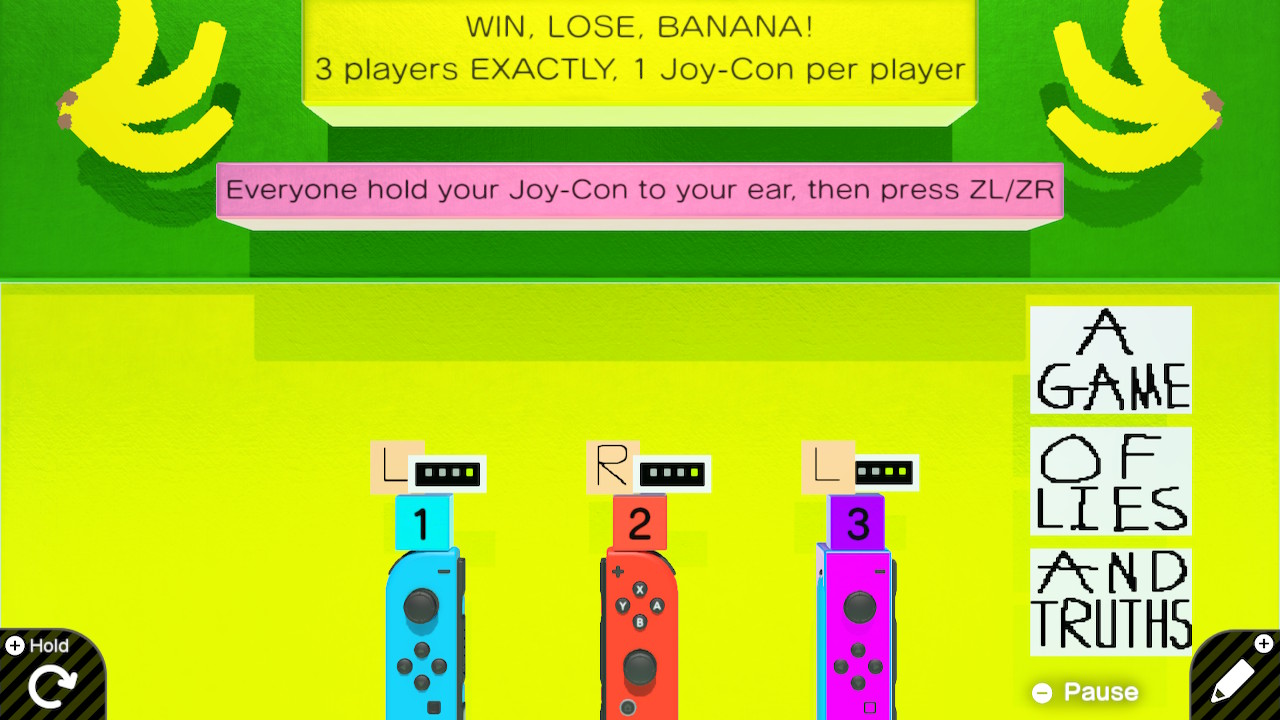 WIN, LOSE, BANANA!
3 players EXACTLY, 1 Joy-Con per player
Everyone hold your Joy-Con to your ear, then press ZL/ZR
A
GAME
OF
LIES
AND
TRUTHS
L
R
L
1
2
3
X
Y
A
B
Hold
Pause